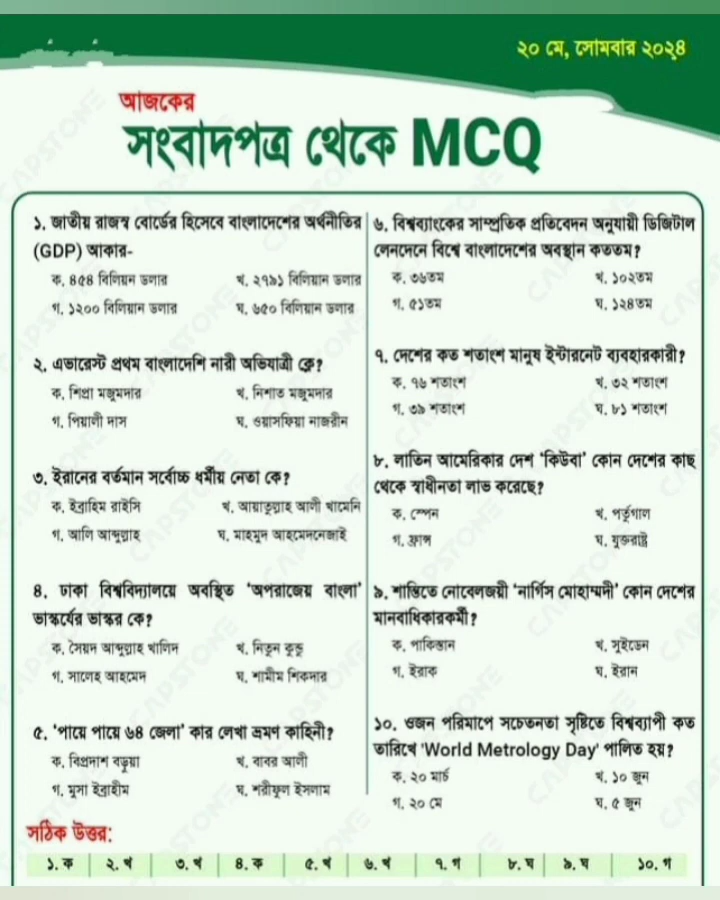 ২০ মে, সোমবার ২০২৪
আজকের
সংবাদপত্র থেকে MCQ
১. জাতীয় রাজস্ব বোর্ডের হিসেবে বাংলাদেশের অর্থনীতির
(GDP) আকার-
ক. ৪৫৪ বিলিয়ন ডলার খ. ২৭৯১ বিলিয়ান ডলার
গ. ১২০০ বিলিয়ান ডলার ঘ. ৬৫০ বিলিয়ান ডলার
২. এভারেস্ট প্রথম বাংলাদেশি নারী অভিযাত্রী কে?
ক. শিপ্রা মজুমদার খ. নিশাত মজুমদার
গ. পিয়ালী দাস ঘ. ওয়াসফিয়া নাজরীন
৩. ইরানের বর্তমান সর্বোচ্চ ধর্মীয় নেতা কে?
ক. ইব্রাহিম রাইসি খ. আয়াতুল্লাহ আলী খামেনি
গ. আলি আব্দুল্লাহ ঘ. মাহমুদ আহমেদনেজাই
৪. ঢাকা বিশ্ববিদ্যালয়ে অবস্থিত 'অপরাজেয় বাংলা'
ভাস্কর্যের ভাস্কর কে?
ক. সৈয়দ আব্দুল্লাহ খালিদ খ. নিতুন কুন্ডু
গ. সালেহ আহমেদ ঘ. শামীম শিকদার
৫. 'পায়ে পায়ে ৬৪ জেলা' কার লেখা ভ্রমণ কাহিনী?
ক. বিপ্রদাশ বড়ুয়া খ. বাবর আলী
গ. মুসা ইব্রাহীম ঘ. শরীফুল ইসলাম
৬. বিশ্বব্যাংকের সাম্প্রতিক প্রতিবেদন অনুযায়ী ডিজিটাল
লেনদেনে বিশ্বে বাংলাদেশের অবস্থান কততম?
ক. ৩৬তম খ. ১০২তম
গ. ৫১তম ঘ. ১২৪তম
৭. দেশের কত শতাংশ মানুষ ইন্টারনেট ব্যবহারকারী?
ক. ৭৬ শতাংশ খ. ৩২ শতাংশ
গ. ৩৯ শতাংশ ঘ. ৮১ শতাংশ
৮. লাতিন আমেরিকার দেশ 'কিউবা' কোন দেশের কাছ
থেকে স্বাধীনতা লাভ করেছে?
ক. স্পেন খ. পর্তুগাল
গ. ফ্রান্স ঘ. যুক্তরাষ্ট্রে
৯. শান্তিতে নোবেলজয়ী 'নার্গিস মোহাম্মদী' কোন দেশের
মানবাধিকারকর্মী?
ক. পাকিস্তান খ. সুইডেন
গ. ইরাক ঘ. ইরান
১০. ওজন পরিমাপে সচেতনতা সৃষ্টিতে বিশ্বব্যাপী কত
তারিখে 'World Metrology Day' পালিত হয়?
ক. ২০ মার্চ খ. ১০ জুন
গ. ২০ মে ঘ. ৫ জুন
সঠিক উত্তর:
১. ক ২. খ ৩. খ ৪. ক ৫. খ ৬. খ ৭. গ ৮. ঘ ৯. ঘ ১০. গ
CAPSTONE